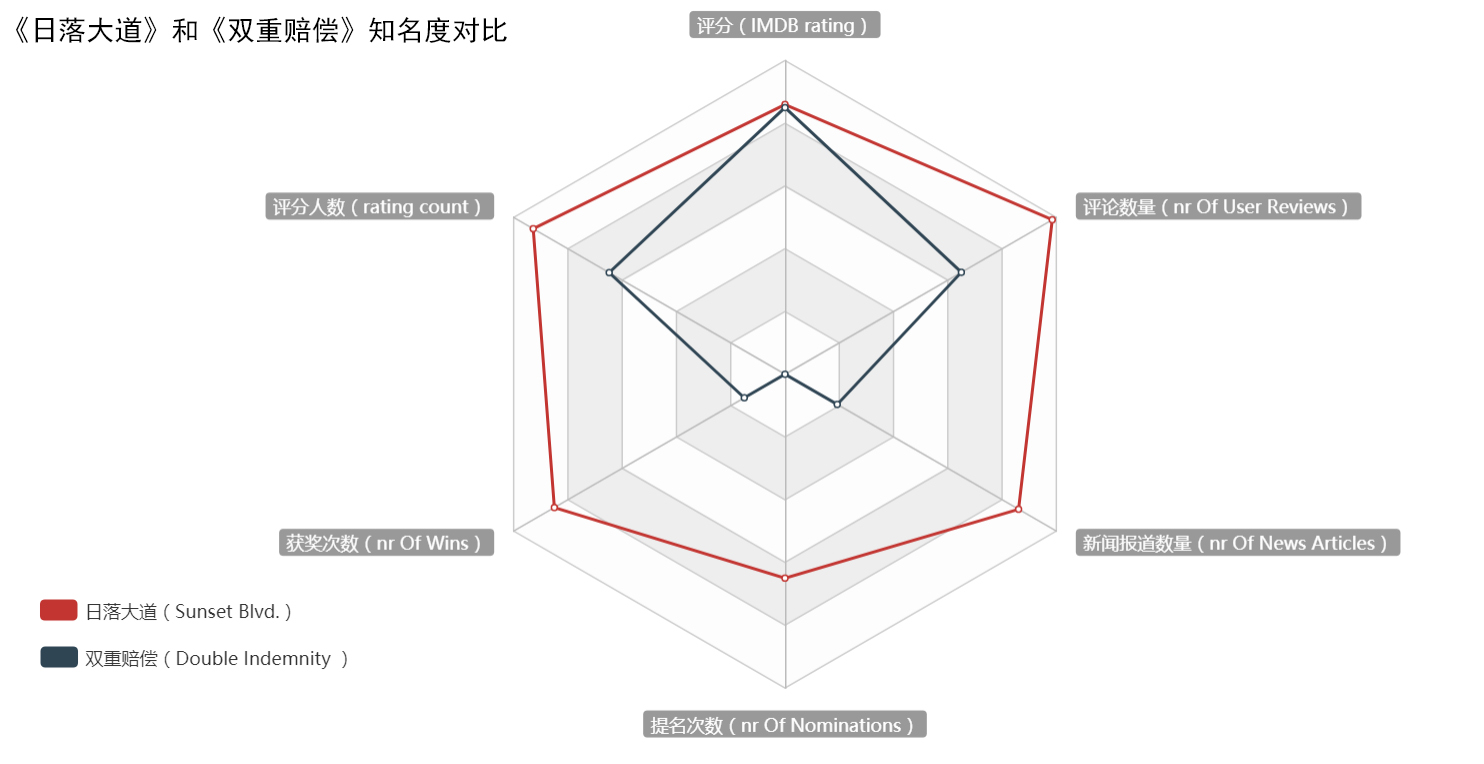 《日落大道》和《双重赔偿》知名度对比
评分（IMDB rating）
评分人数（rating count）
评论数量（nr Of User Reviews）
获奖次数（nr Of Wins）
新闻报道数量（nr Of News Articles）
日落大道（Sunset Blvd.）
双重赔偿（Double Indemnity ）
提名次数（nr Of Nominations）